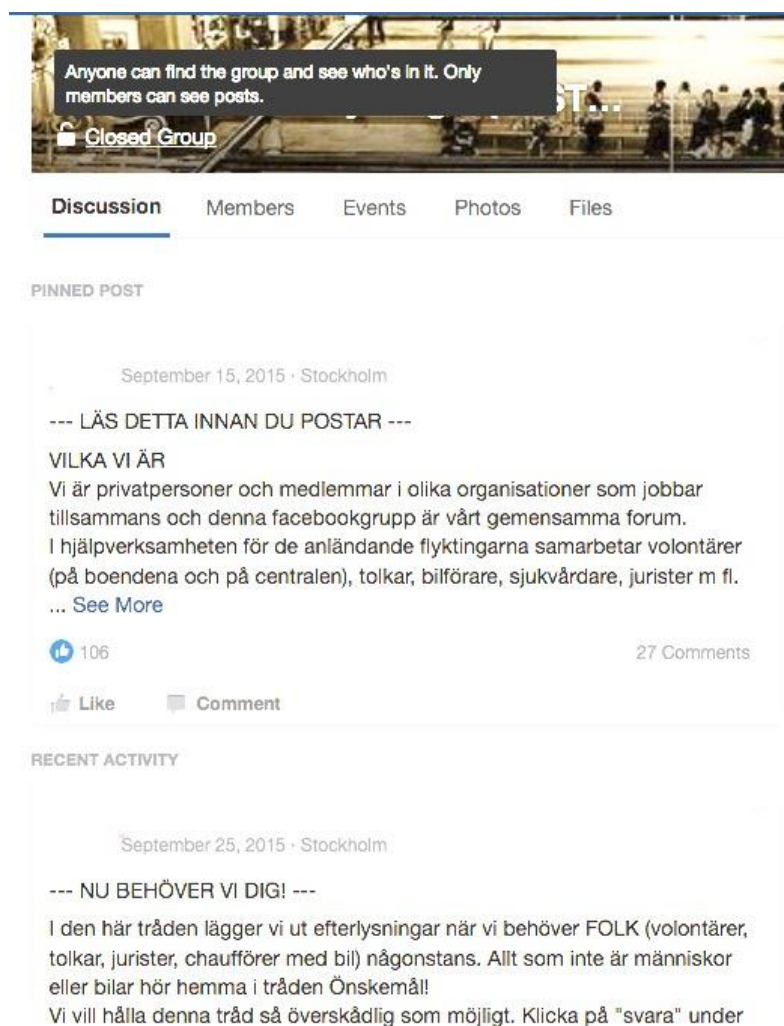 Anyone can find the group and see who's in it. Only
members can see posts.
ST...
Closed Group
Discussion Members Events Photos Files
PINNED POST
September 15, 2015 · Stockholm
--- LÄS DETTA INNAN DU POSTAR ---
VILKA VI ÄR
Vi är privatpersoner och medlemmar i olika organisationer som jobbar
tillsammans och denna facebookgrupp är vårt gemensamma forum.
I hjälpverksamheten för de anländande flyktingarna samarbetar volontärer
(på boendena och på centralen), tolkar, bilförare, sjukvårdare, jurister m fl.
... See More
106 27 Comments
Like Comment
RECENT ACTIVITY
September 25, 2015 · Stockholm
--- NU BEHÖVER VI DIG! ---
I den här tråden lägger vi ut efterlysningar när vi behöver FOLK (volontärer,
tolkar, jurister, chaufförer med bil) någonstans. Allt som inte är människor
eller bilar hör hemma i tråden Önskemål!
Vi vill hålla denna tråd så överskådlig som möjligt. Klicka på "svara" under